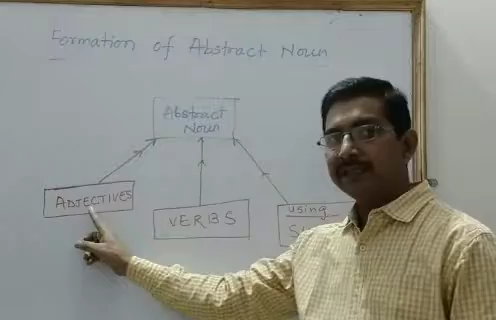 Formation of Abstract Noun
Abstract
Noun
ADJECTIVES
VERBS
using